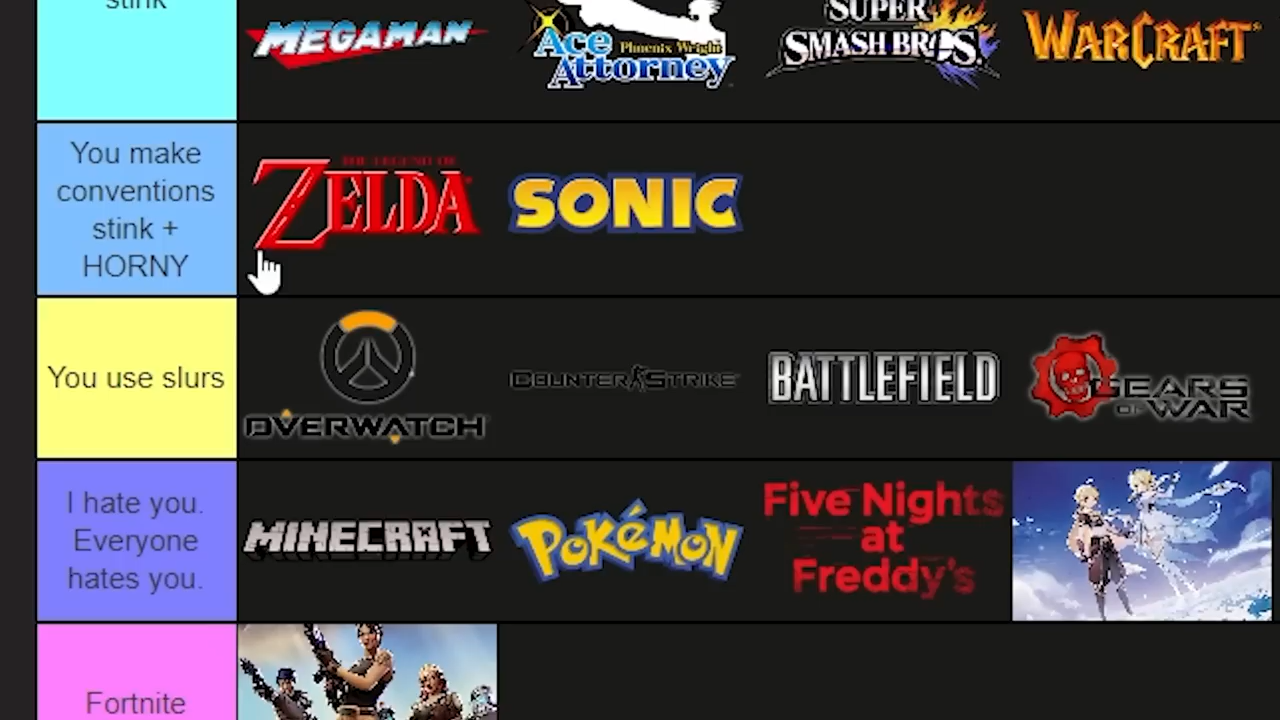 stink
MEGAMAN
Ace Phoenix Wright
Attorney
SUPER
SMASH BROS.
WARCRAFT
You make
conventions
stink +
HORNY
THE LEGEND OF
ZELDA
SONIC
You use slurs
OVERWATCH
COUNTER STRIKE
BATTLEFIELD
GEARS
OF WAR
I hate you.
Everyone
hates you.
MINECRAFT
POKéMON
Five Nights
at
Freddy's
Fortnite